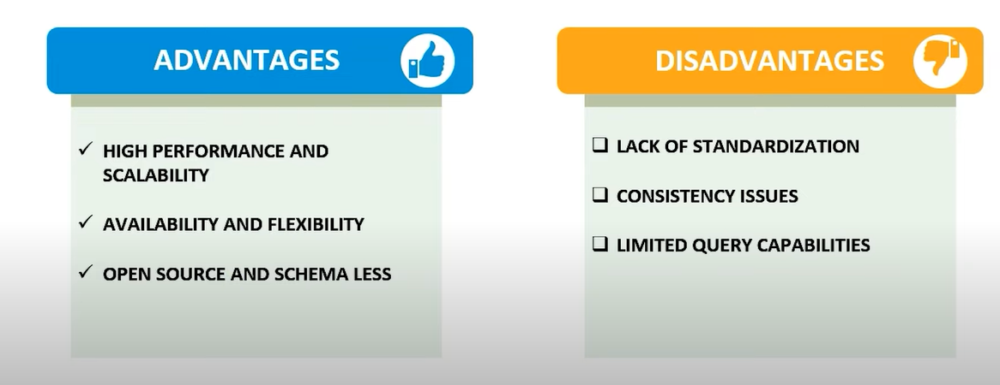 ADVANTAGES
HIGH PERFORMANCE AND
SCALABILITY
AVAILABILITY AND FLEXIBILITY
OPEN SOURCE AND SCHEMA LESS
DISADVANTAGES
LACK OF STANDARDIZATION
CONSISTENCY ISSUES
LIMITED QUERY CAPABILITIES